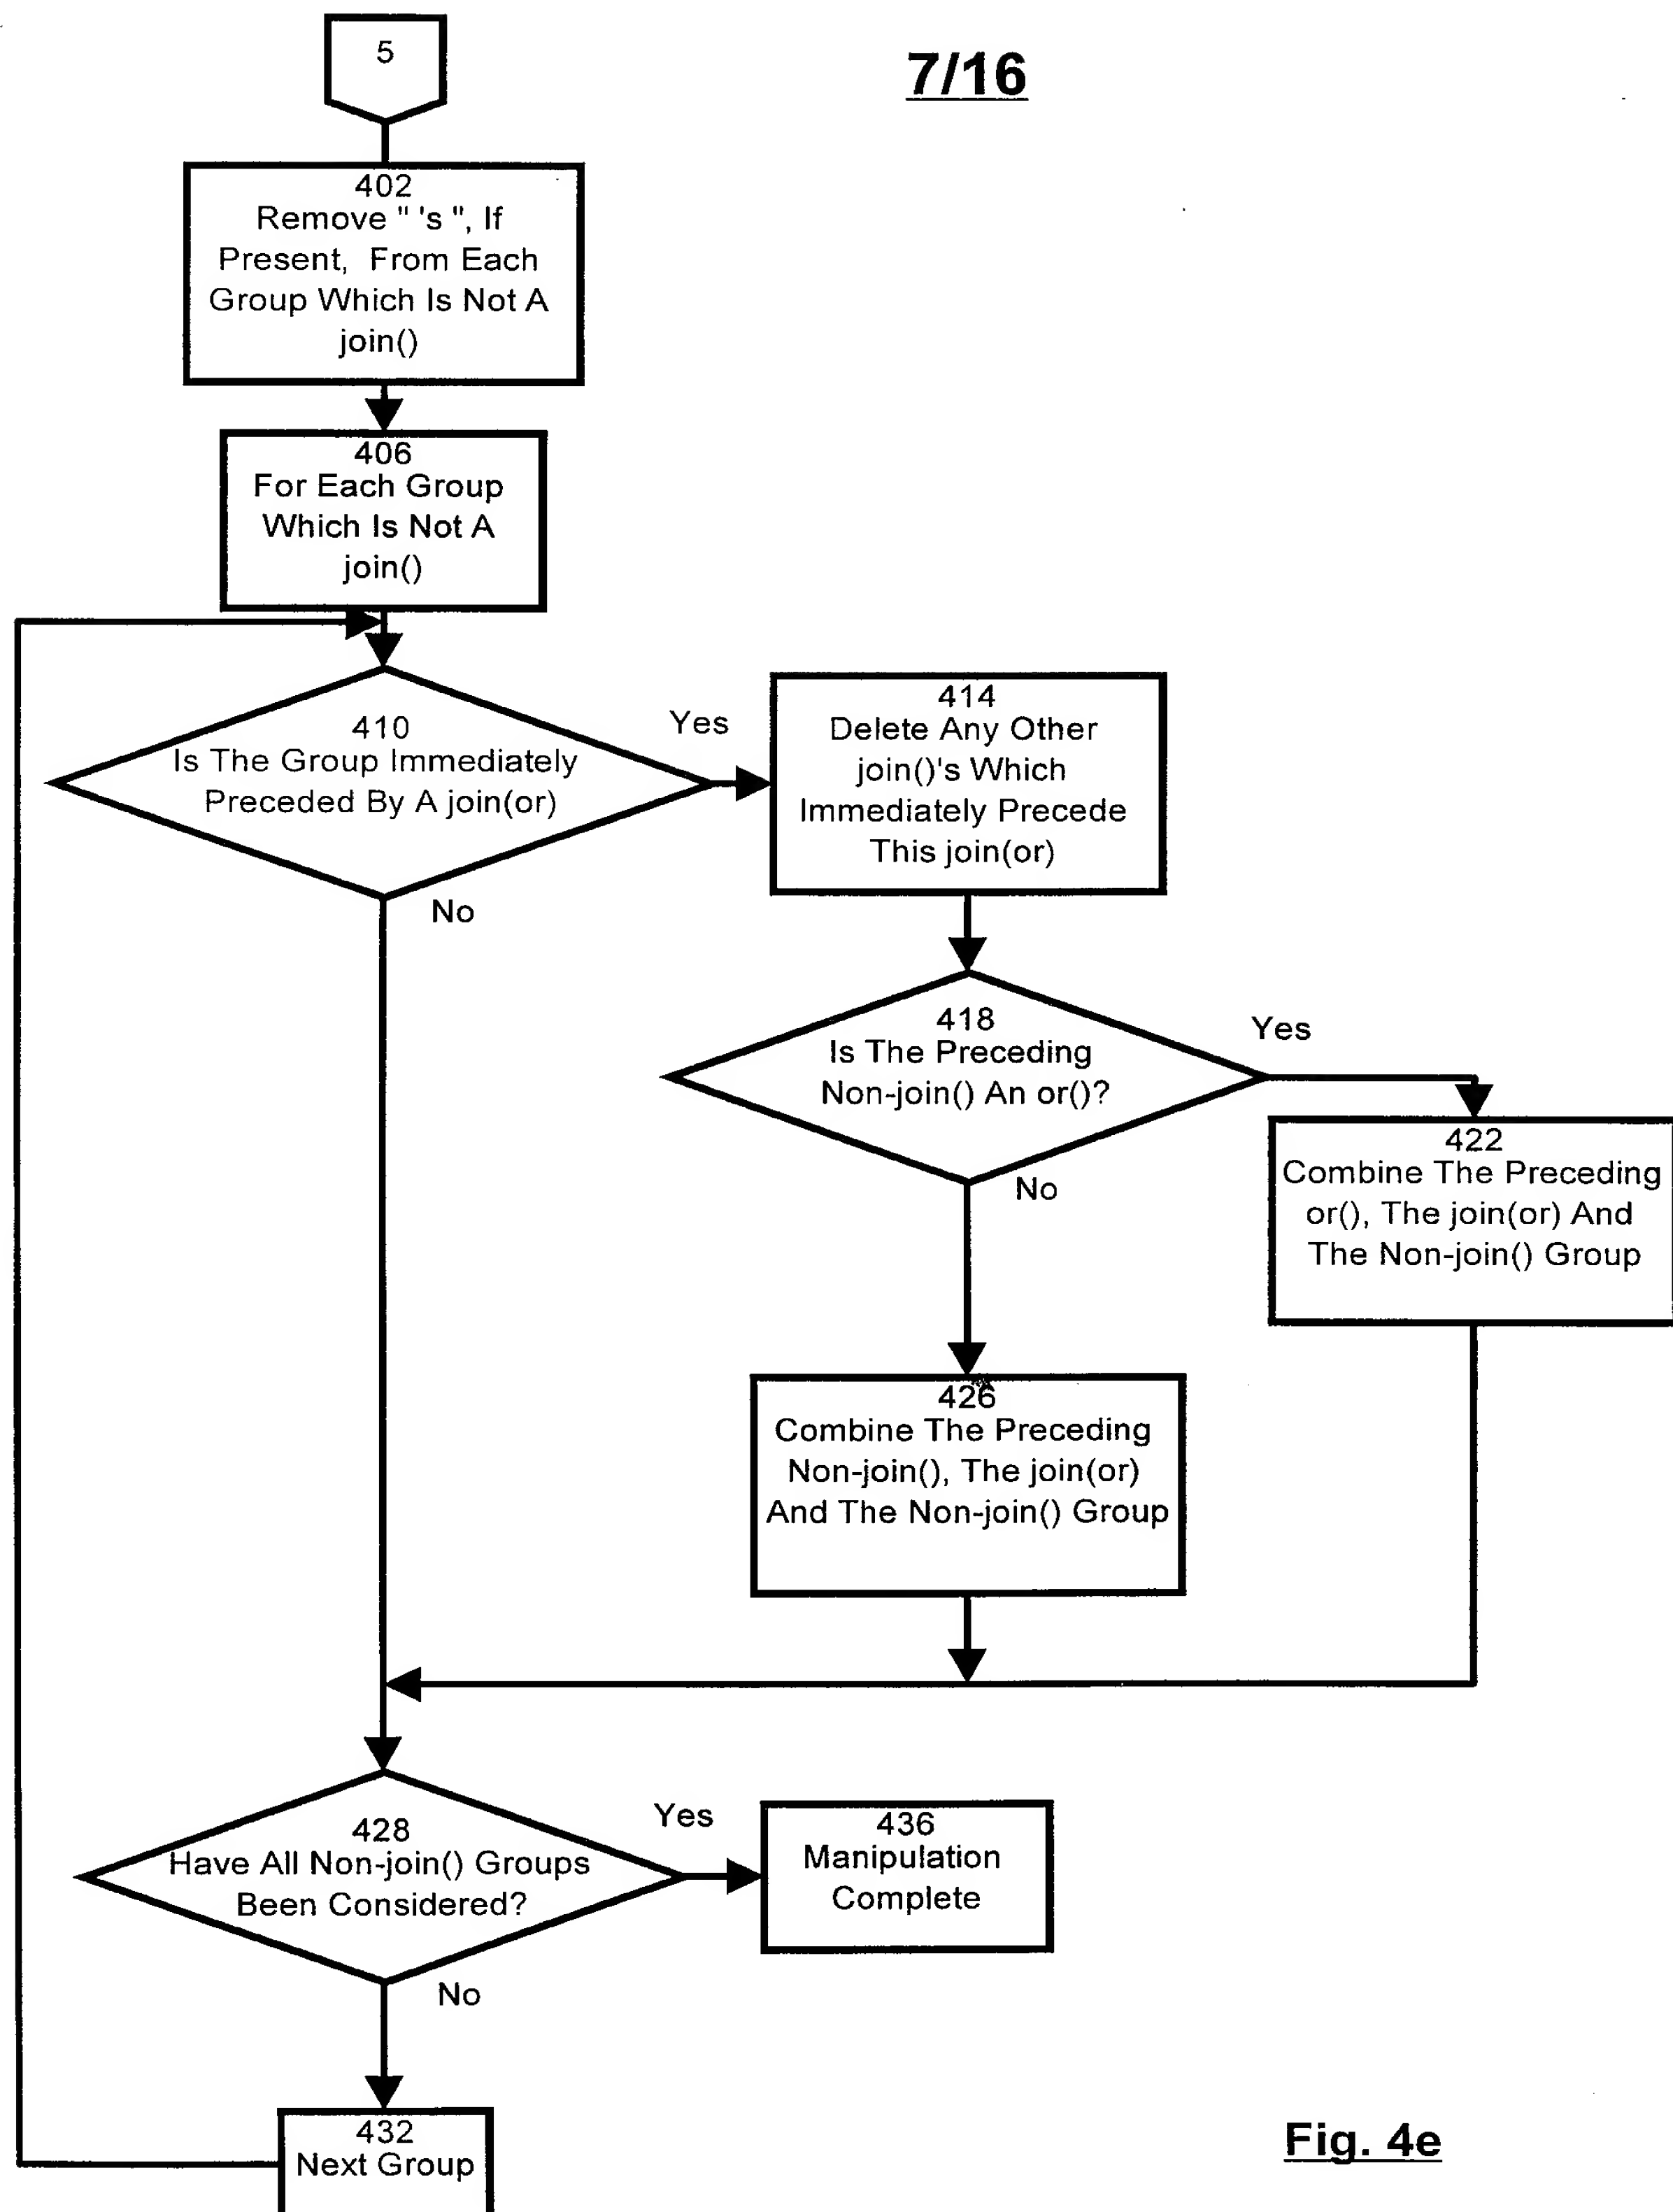 5
7/16
402
Remove " 's ", If
Present, From Each
Group Which Is Not A
join()
406
For Each Group
Which Is Not A
join()
410
Is The Group Immediately
Preceded By A join(or)
Yes
No
414
Delete Any Other
join()'s Which
Immediately Precede
This join(or)
418
Is The Preceding
Non-join() An or()?
Yes
No
422
Combine The Preceding
or(), The join(or) And
The Non-join() Group
426
Combine The Preceding
Non-join(), The join(or)
And The Non-join() Group
428
Have All Non-join() Groups
Been Considered?
Yes
No
436
Manipulation
Complete
432
Next Group
Fig. 4e